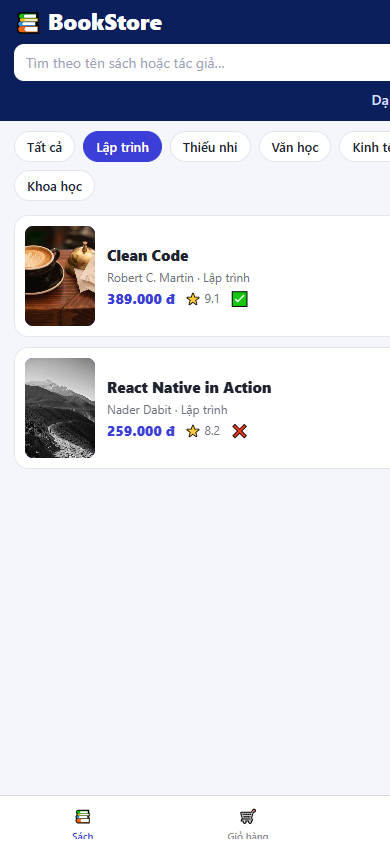 BookStore
Tìm theo tên sách hoặc tác giả...
Dạ
Tất cả
Lập trình
Thiếu nhi
Văn học
Kinh tế
Khoa học
Clean Code
Robert C. Martin · Lập trình
389.000 đ 9.1
React Native in Action
Nader Dabit · Lập trình
259.000 đ 8.2
Sách
Giỏ hàng